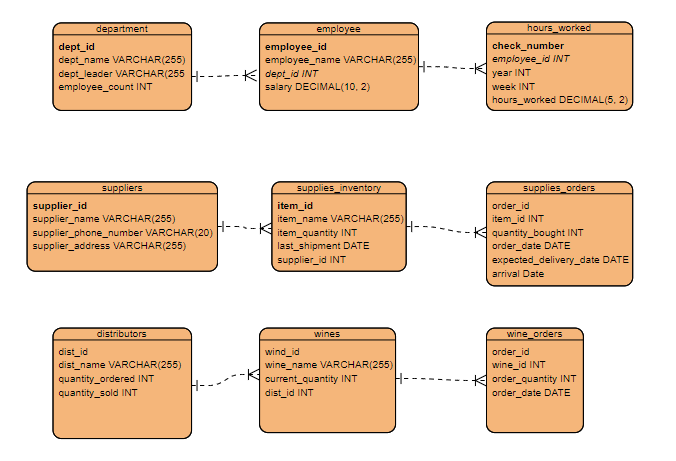 department
dept_id
dept_name VARCHAR(255)
dept_leader VARCHAR(255
employee_count INT
employee
employee_id
employee_name VARCHAR(255)
dept_id INT
salary DECIMAL(10, 2)
hours_worked
check_number
employee_id INT
year INT
week INT
hours_worked DECIMAL(5, 2)
suppliers
supplier_id
supplier_name VARCHAR(255)
supplier_phone_number VARCHAR(20)
supplier_address VARCHAR(255)
supplies_inventory
item_id
item_name VARCHAR(255)
item_quantity INT
last_shipment DATE
supplier_id INT
supplies_orders
order_id
item_id INT
quantity_bought INT
order_date DATE
expected_delivery_date DATE
arrival Date
distributors
dist_id
dist_name VARCHAR(255)
quantity_ordered INT
quantity_sold INT
wines
wind_id
wine_name VARCHAR(255)
current_quantity INT
dist_id INT
wine_orders
order_id
wine_id INT
order_quantity INT
order_date DATE